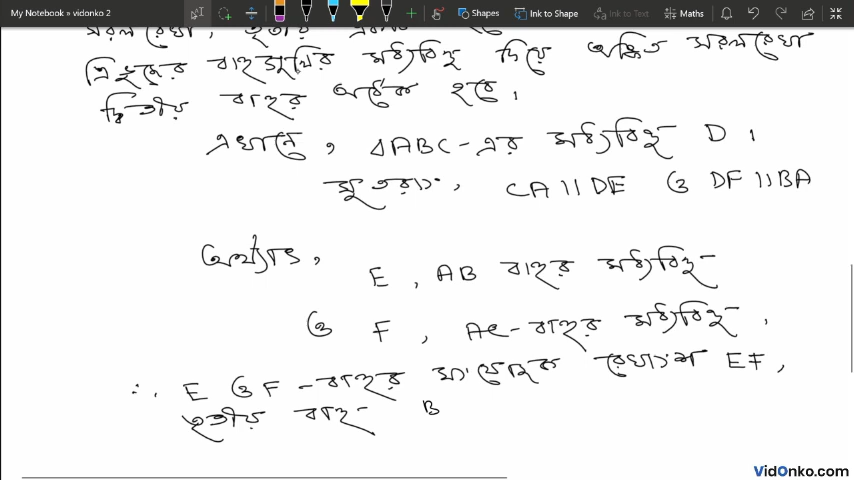 My Notebook » vidonko 2
Shapes Ink to Shape Ink to Text Maths
সরলরেখা, তৃতীয়
ত্রিভুজের বাহুদ্বয়ের মধ্যবিন্দু দিয়ে অঙ্কিত সরলরেখা
দ্বিতীয় বাহুর অর্ধেক হবে।
এখানে, ΔABC-এর মধ্যবিন্দু D।
সুতরাং, CA || DE ও DF || BA
অর্থাৎ,
E, AB বাহুর মধ্যবিন্দু
ও F, AC-বাহুর মধ্যবিন্দু,
∴ E ও F-বাহুর সংযোজক রেখাংশ EF,
তৃতীয় বাহু B
VidOnko.com